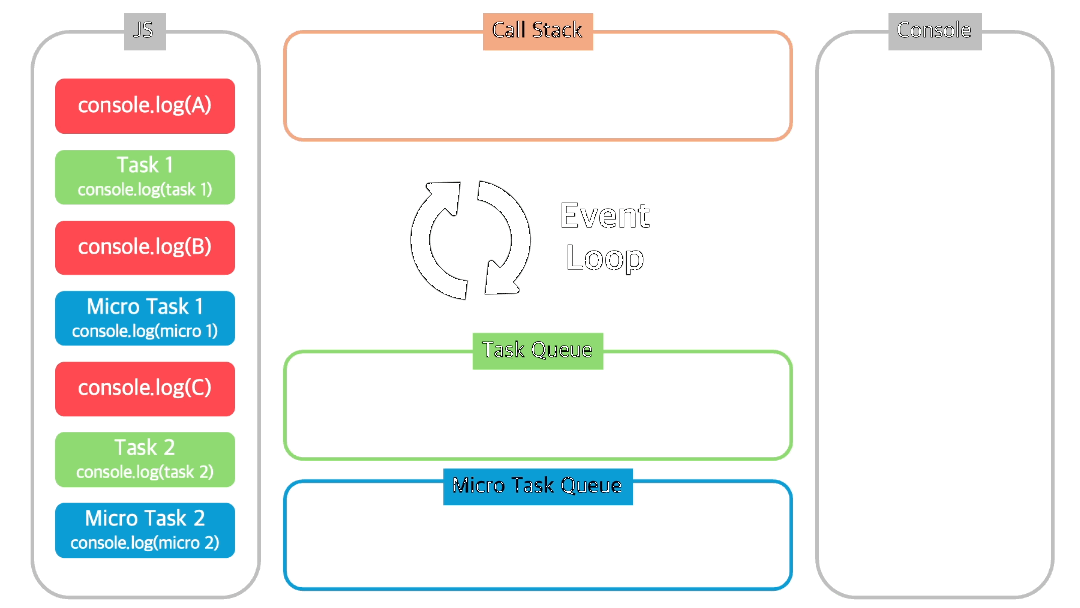 JS
console.log(A)
Task 1
console.log(task 1)
console.log(B)
Micro Task 1
console.log(micro 1)
console.log(C)
Task 2
console.log(task 2)
Micro Task 2
console.log(micro 2)
Call Stack
Event
Loop
Task Queue
Micro Task Queue
Console